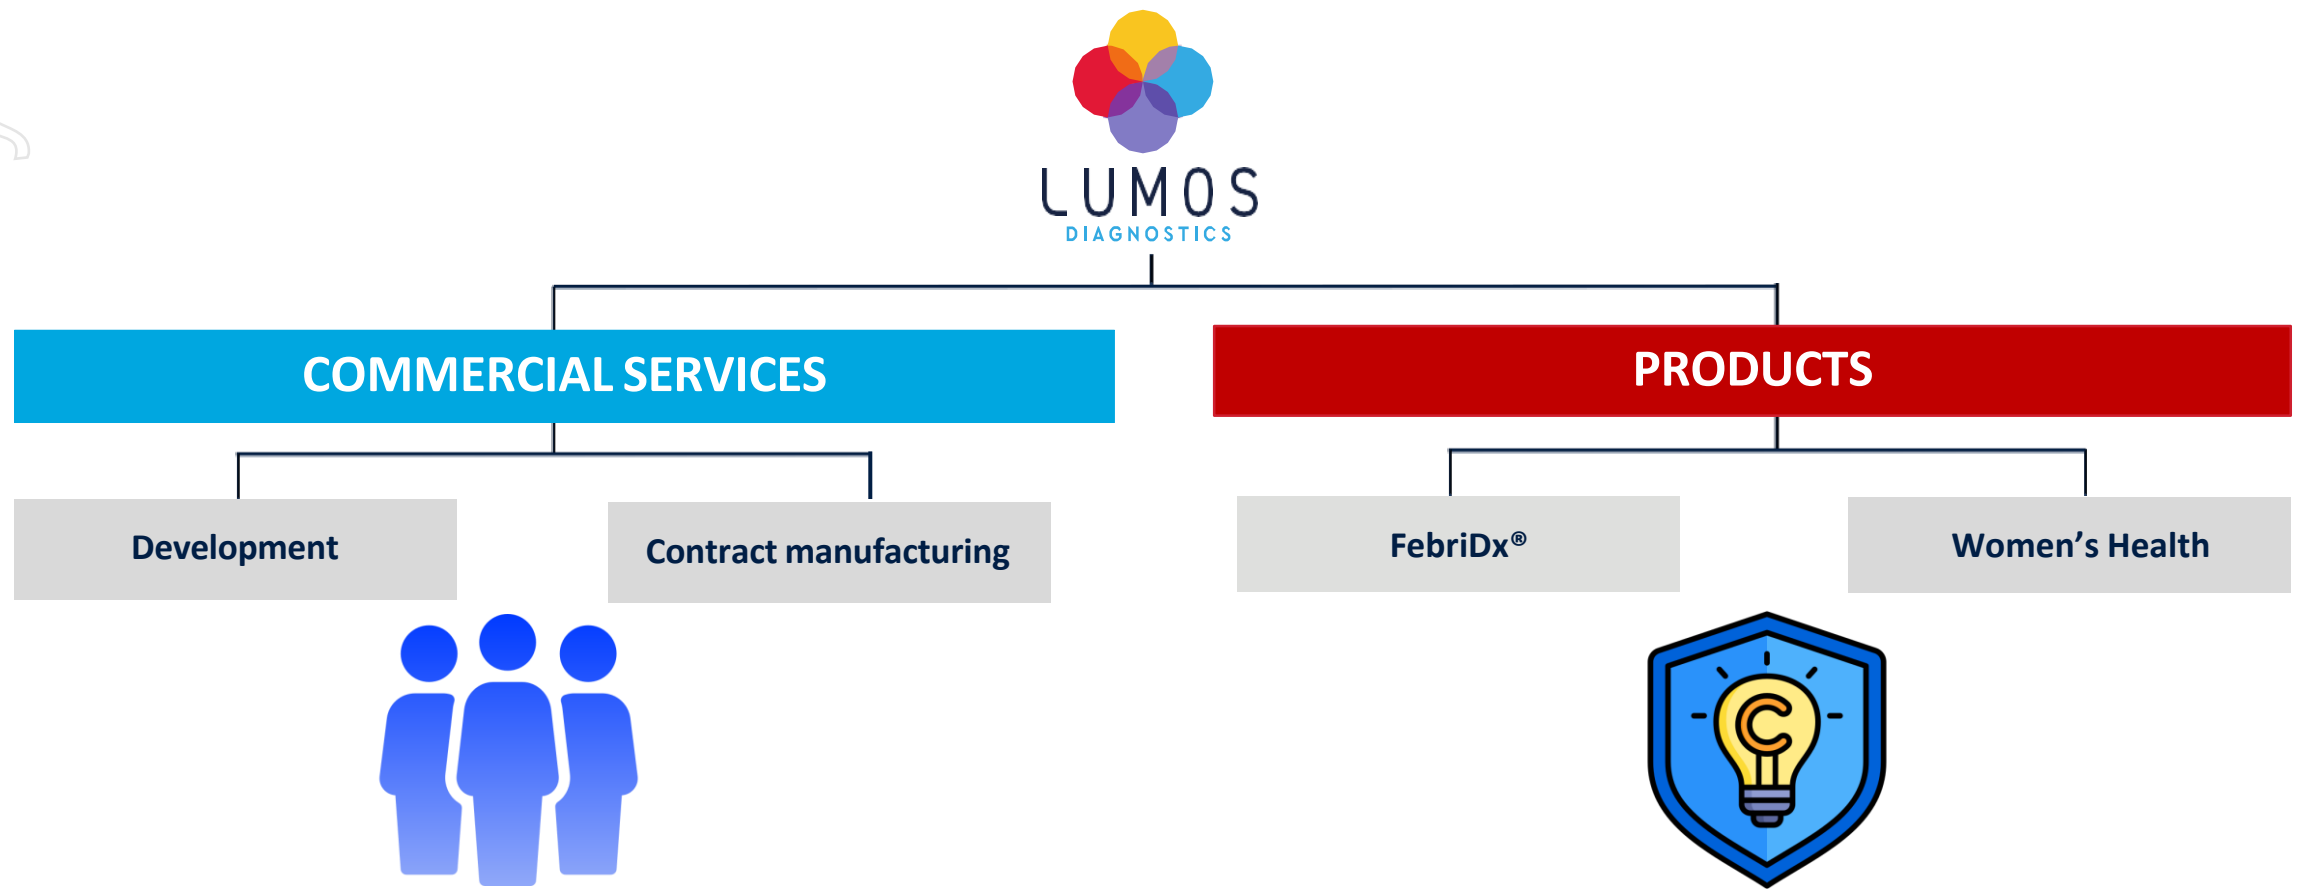 LUMOS
DIAGNOSTICS
COMMERCIAL SERVICES
PRODUCTS
Development
Contract manufacturing
FebriDx®
Women’s Health
C